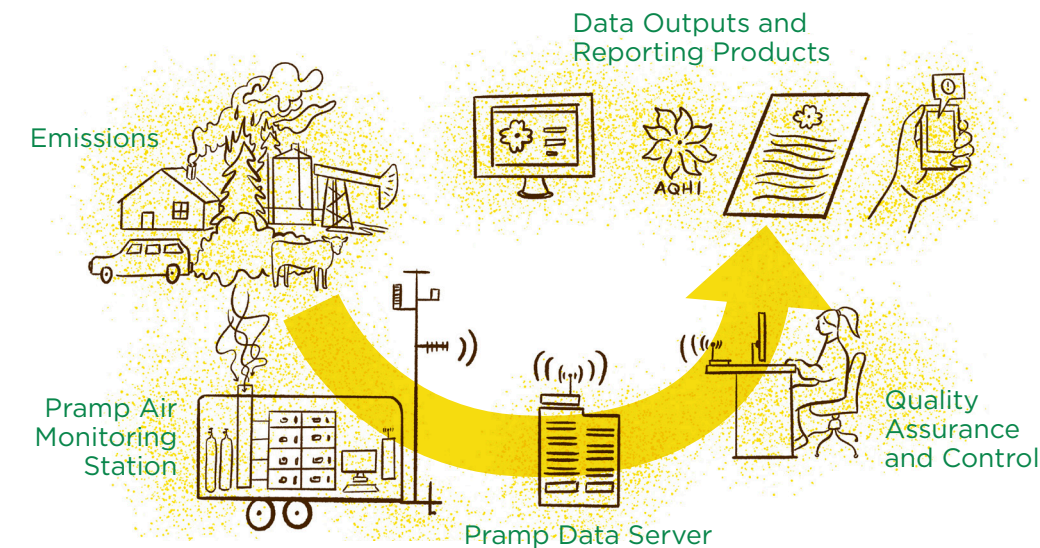 Data Outputs and
Reporting Products
Emissions
AQHI
Pramp Air
Monitoring
Station
Quality
Assurance
and Control
Pramp Data Server